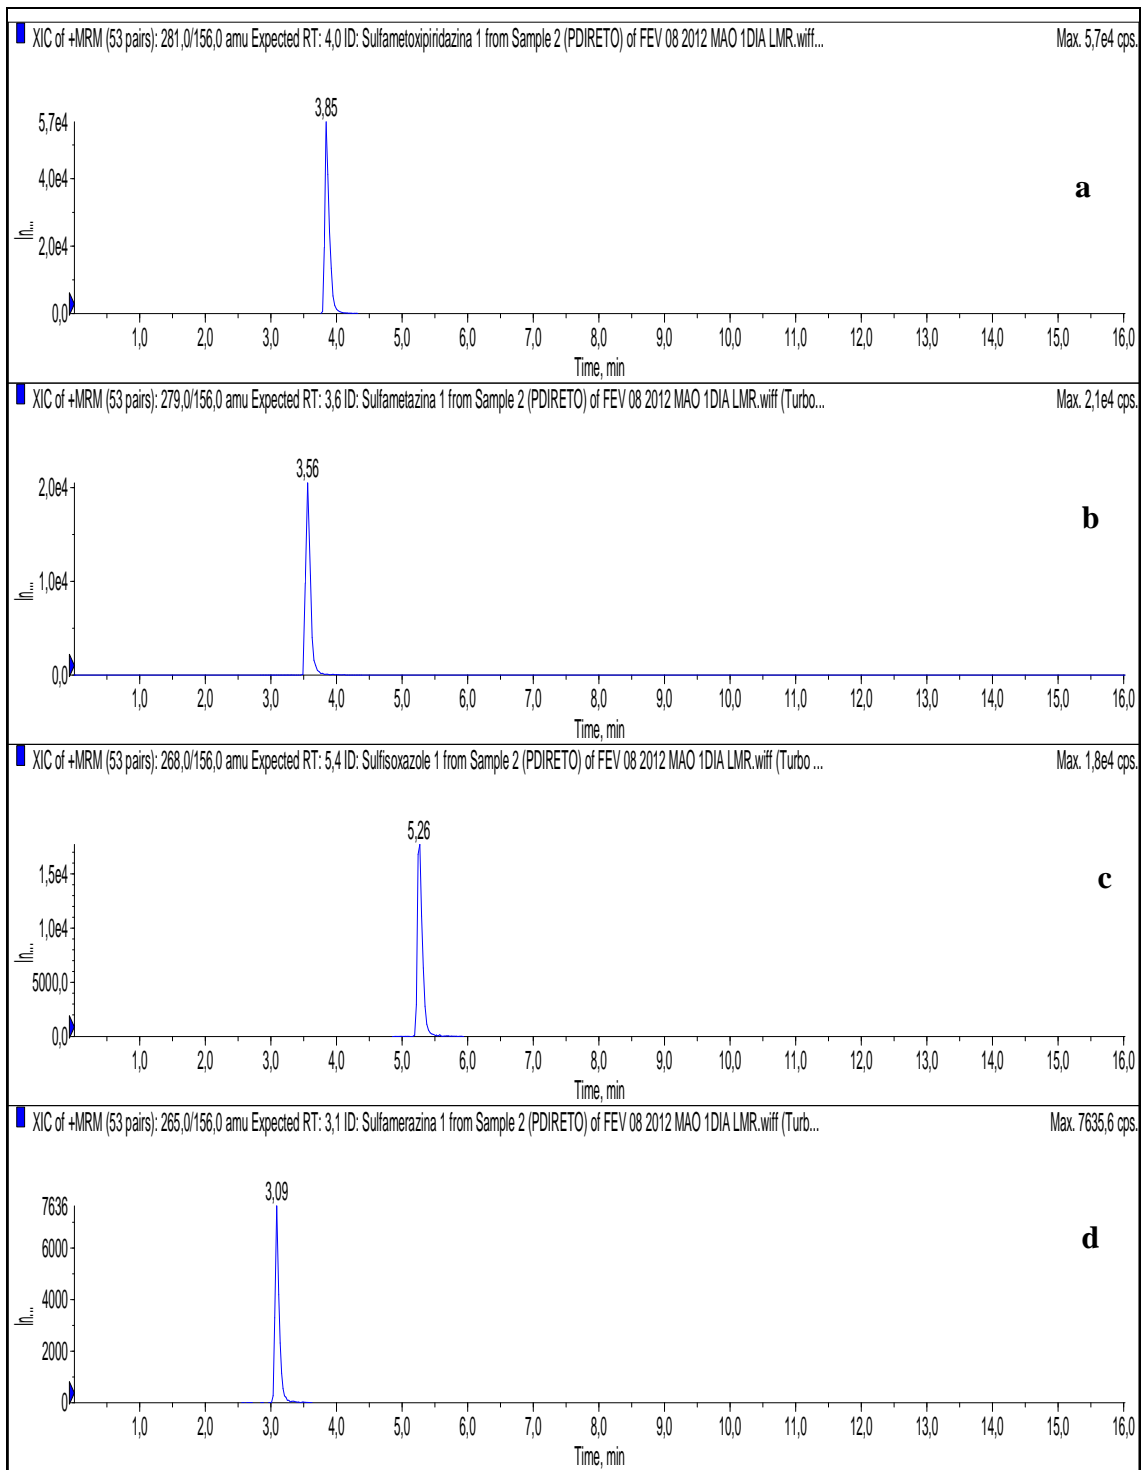 XIC of +MRM (53 pairs): 281,0/156,0 amu Expected RT: 4,0 ID: Sulfametoxipiridazina 1 from Sample 2 (PDIRETO) of FEV 08 2012 MAO 1DIA LMR.wiff... Max. 5,7e4 cps.
3,85
5,7e4
4,0e4
a
In...
2,0e4
0,0
1,0 2,0 3,0 4,0 5,0 6,0 7,0 8,0 9,0 10,0 11,0 12,0 13,0 14,0 15,0 16,0
Time, min
XIC of +MRM (53 pairs): 279,0/156,0 amu Expected RT: 3,6 ID: Sulfametazina 1 from Sample 2 (PDIRETO) of FEV 08 2012 MAO 1DIA LMR.wiff (Turbo... Max. 2,1e4 cps.
3,56
2,0e4
b
1,0e4
In...
0,0
1,0 2,0 3,0 4,0 5,0 6,0 7,0 8,0 9,0 10,0 11,0 12,0 13,0 14,0 15,0 16,0
Time, min
XIC of +MRM (53 pairs): 268,0/156,0 amu Expected RT: 5,4 ID: Sulfisoxazole 1 from Sample 2 (PDIRETO) of FEV 08 2012 MAO 1DIA LMR.wiff (Turbo ... Max. 1,8e4 cps.
5,26
1,5e4
c
1,0e4
In...
5000,0
0,0
1,0 2,0 3,0 4,0 5,0 6,0 7,0 8,0 9,0 10,0 11,0 12,0 13,0 14,0 15,0 16,0
Time, min
XIC of +MRM (53 pairs): 265,0/156,0 amu Expected RT: 3,1 ID: Sulfamerazina 1 from Sample 2 (PDIRETO) of FEV 08 2012 MAO 1DIA LMR.wiff (Turb... Max. 7635,6 cps.
3,09
7636
d
6000
4000
In...
2000
0
1,0 2,0 3,0 4,0 5,0 6,0 7,0 8,0 9,0 10,0 11,0 12,0 13,0 14,0 15,0 16,0
Time, min